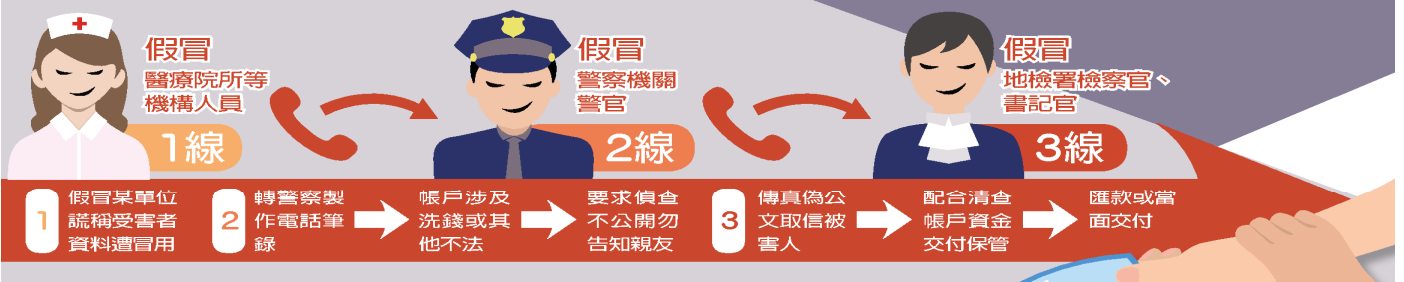 假冒
醫療院所等
機構人員
1線
假冒
警察機關
警官
2線
假冒
地檢署檢察官、
書記官
3線
1
假冒某單位
謊稱受害者
資料遭冒用
2
轉警察製
作電話筆
錄
帳戶涉及
洗錢或其
他不法
要求偵查
不公開勿
告知親友
3
傳真偽公
文取信被
害人
配合清查
帳戶資金
交付保管
匯款或當
面交付